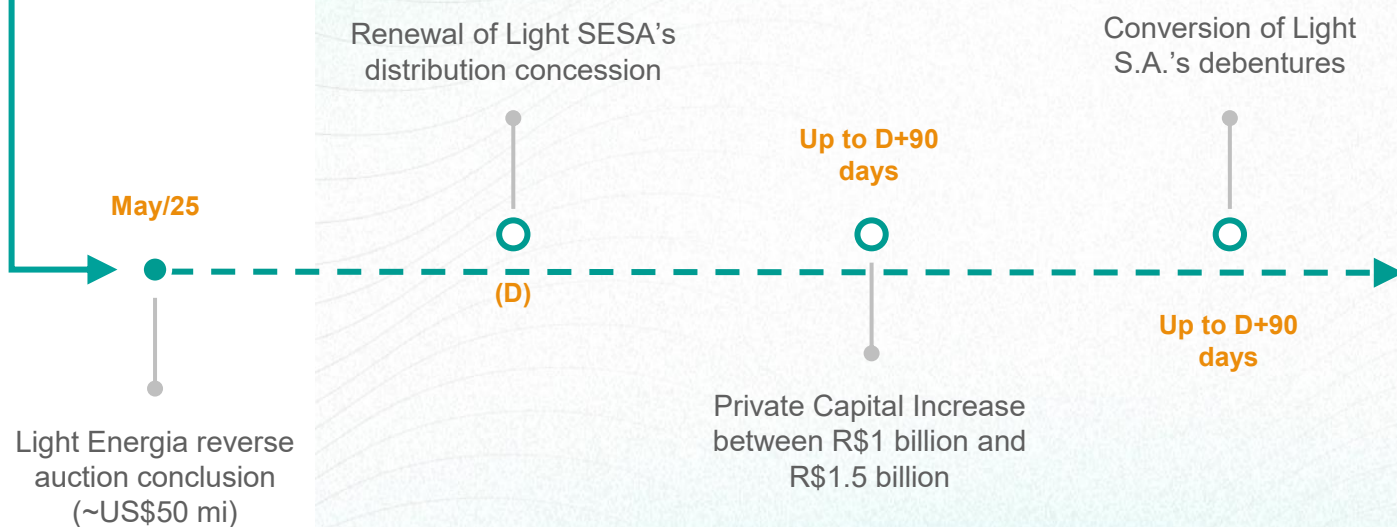 May/25
Light Energia reverse
auction conclusion
(~US$50 mi)
Renewal of Light SESA’s
distribution concession
(D)
Up to D+90
days
Private Capital Increase
between R$1 billion and
R$1.5 billion
Conversion of Light
S.A.’s debentures
Up to D+90
days